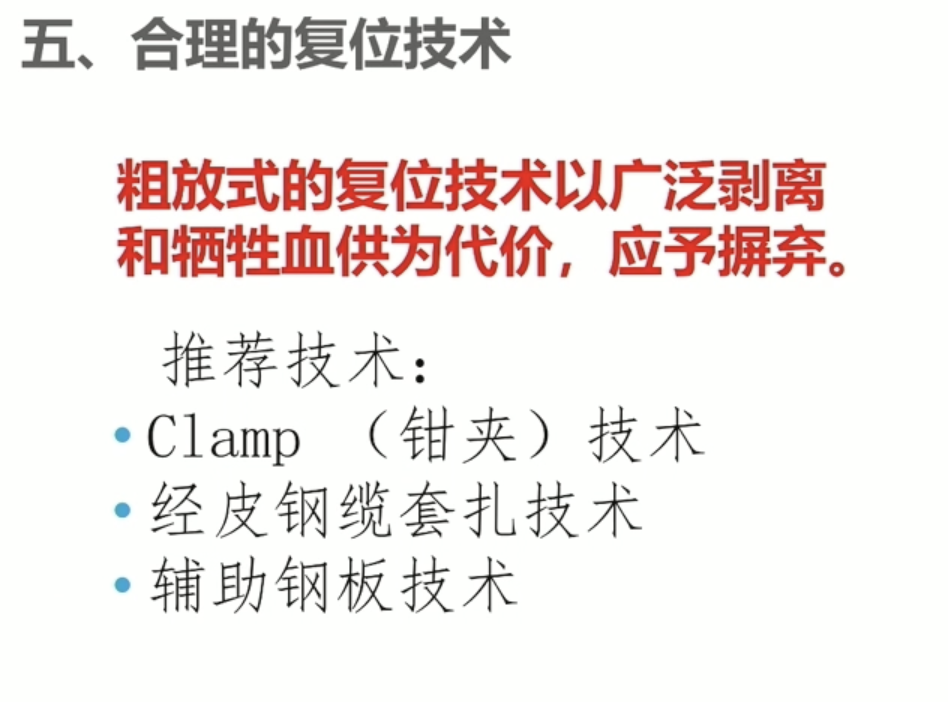 五、合理的复位技术
粗放式的复位技术以广泛剥离
和牺牲血供为代价，应予摒弃。
推荐技术：
• Clamp （钳夹）技术
• 经皮钢缆套扎技术
• 辅助钢板技术